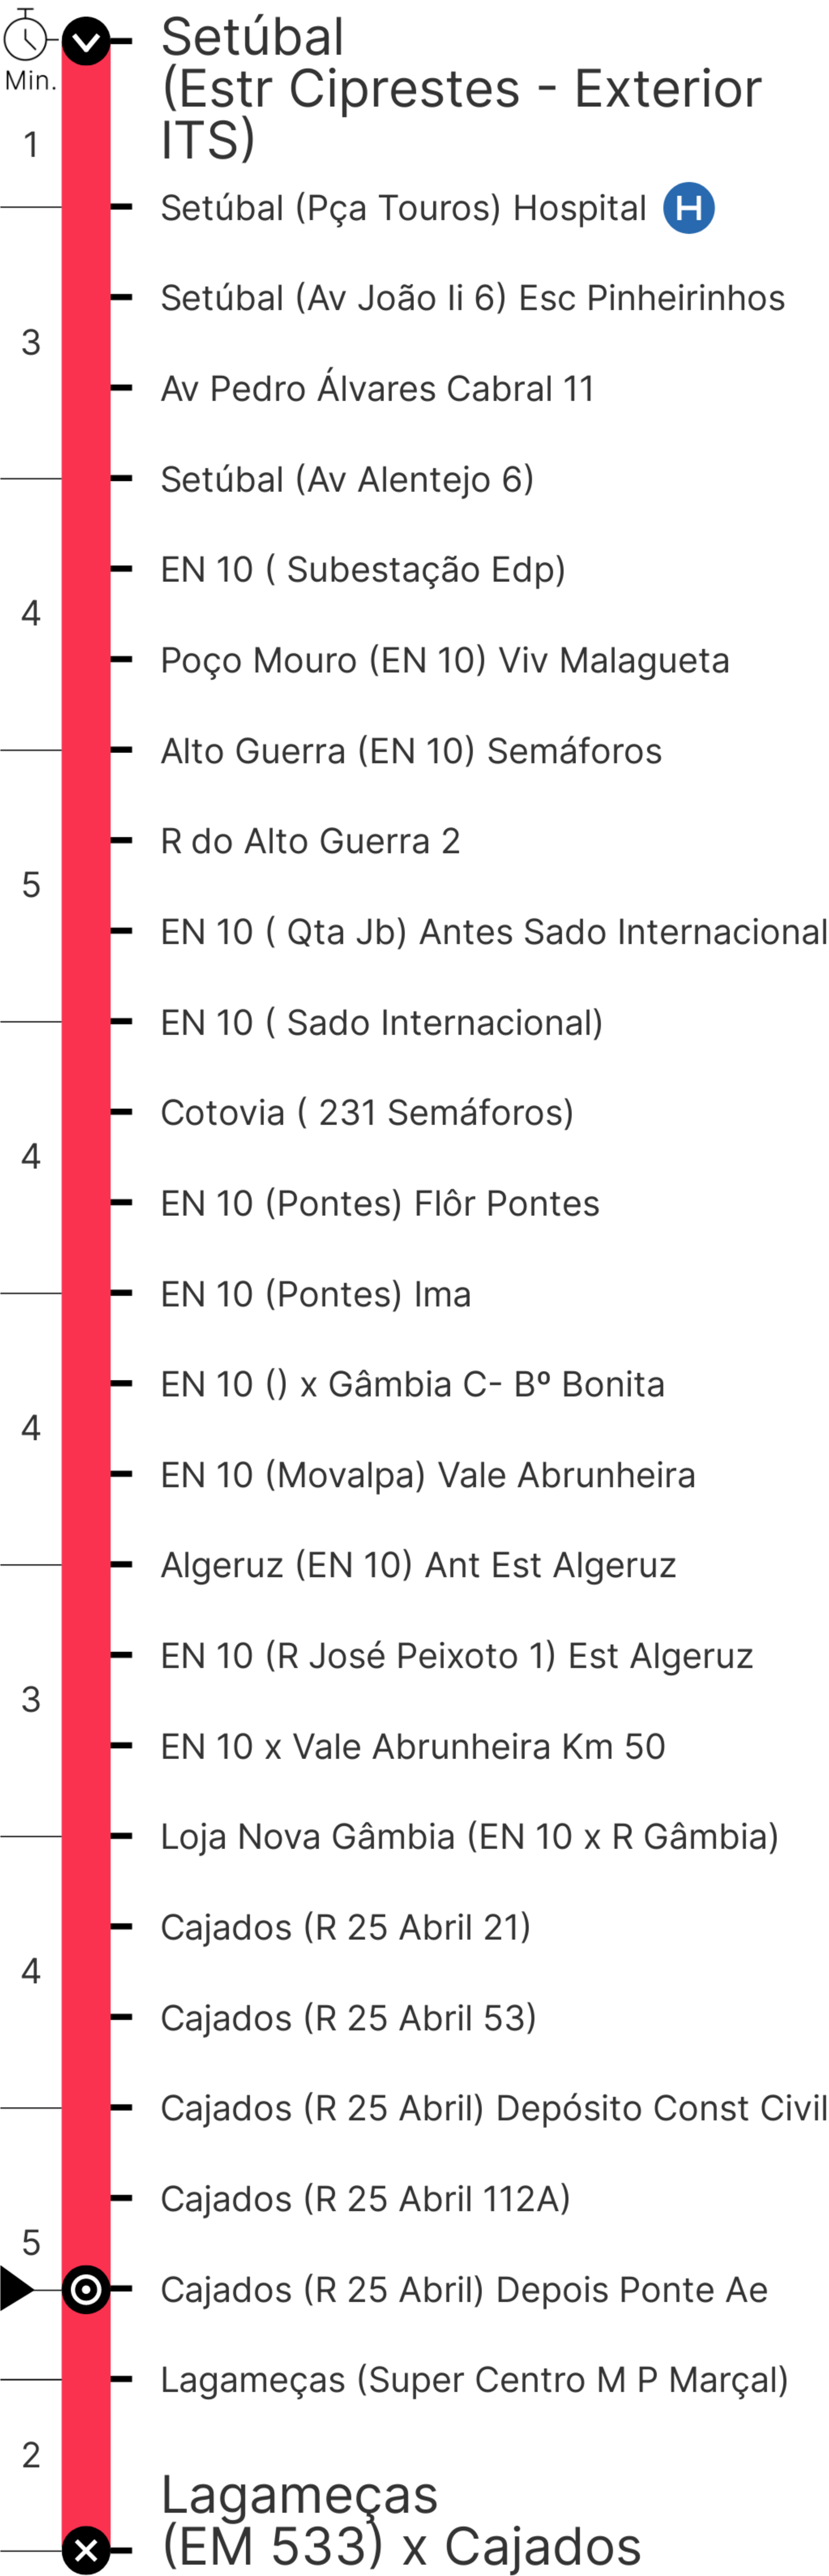 Setúbal
(Estr Ciprestes - Exterior
ITS)
Min.
1
Setúbal (Pça Touros) Hospital H
Setúbal (Av João Ii 6) Esc Pinheirinhos
3
Av Pedro Álvares Cabral 11
Setúbal (Av Alentejo 6)
EN 10 ( Subestação Edp)
4
Poço Mouro (EN 10) Viv Malagueta
Alto Guerra (EN 10) Semáforos
R do Alto Guerra 2
5
EN 10 ( Qta Jb) Antes Sado Internacional
EN 10 ( Sado Internacional)
Cotovia ( 231 Semáforos)
4
EN 10 (Pontes) Flôr Pontes
EN 10 (Pontes) Ima
EN 10 () x Gâmbia C- Bº Bonita
4
EN 10 (Movalpa) Vale Abrunheira
Algeruz (EN 10) Ant Est Algeruz
EN 10 (R José Peixoto 1) Est Algeruz
3
EN 10 x Vale Abrunheira Km 50
Loja Nova Gâmbia (EN 10 x R Gâmbia)
Cajados (R 25 Abril 21)
4
Cajados (R 25 Abril 53)
Cajados (R 25 Abril) Depósito Const Civil
Cajados (R 25 Abril 112A)
5
Cajados (R 25 Abril) Depois Ponte Ae
Lagameças (Super Centro M P Marçal)
2
Lagameças
(EM 533) x Cajados